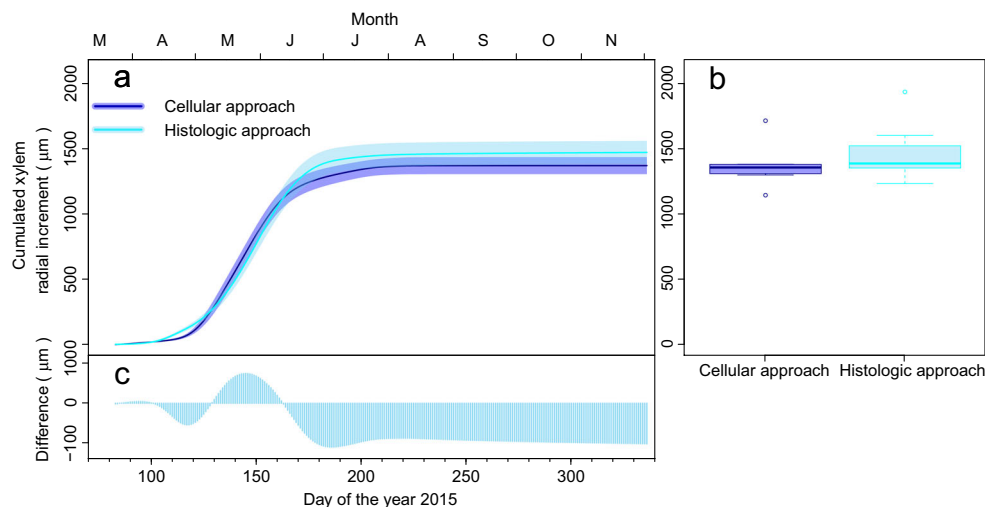 Month
M A M J J A S O N
a
Cellular approach
Histologic approach
Cumulated xylem
radial increment ( µm )
0 500 1000 1500 2000
b
0 500 1000 1500 2000
Cellular approach Histologic approach
c
Difference ( µm )
−100 0 100
100 150 200 250 300
Day of the year 2015